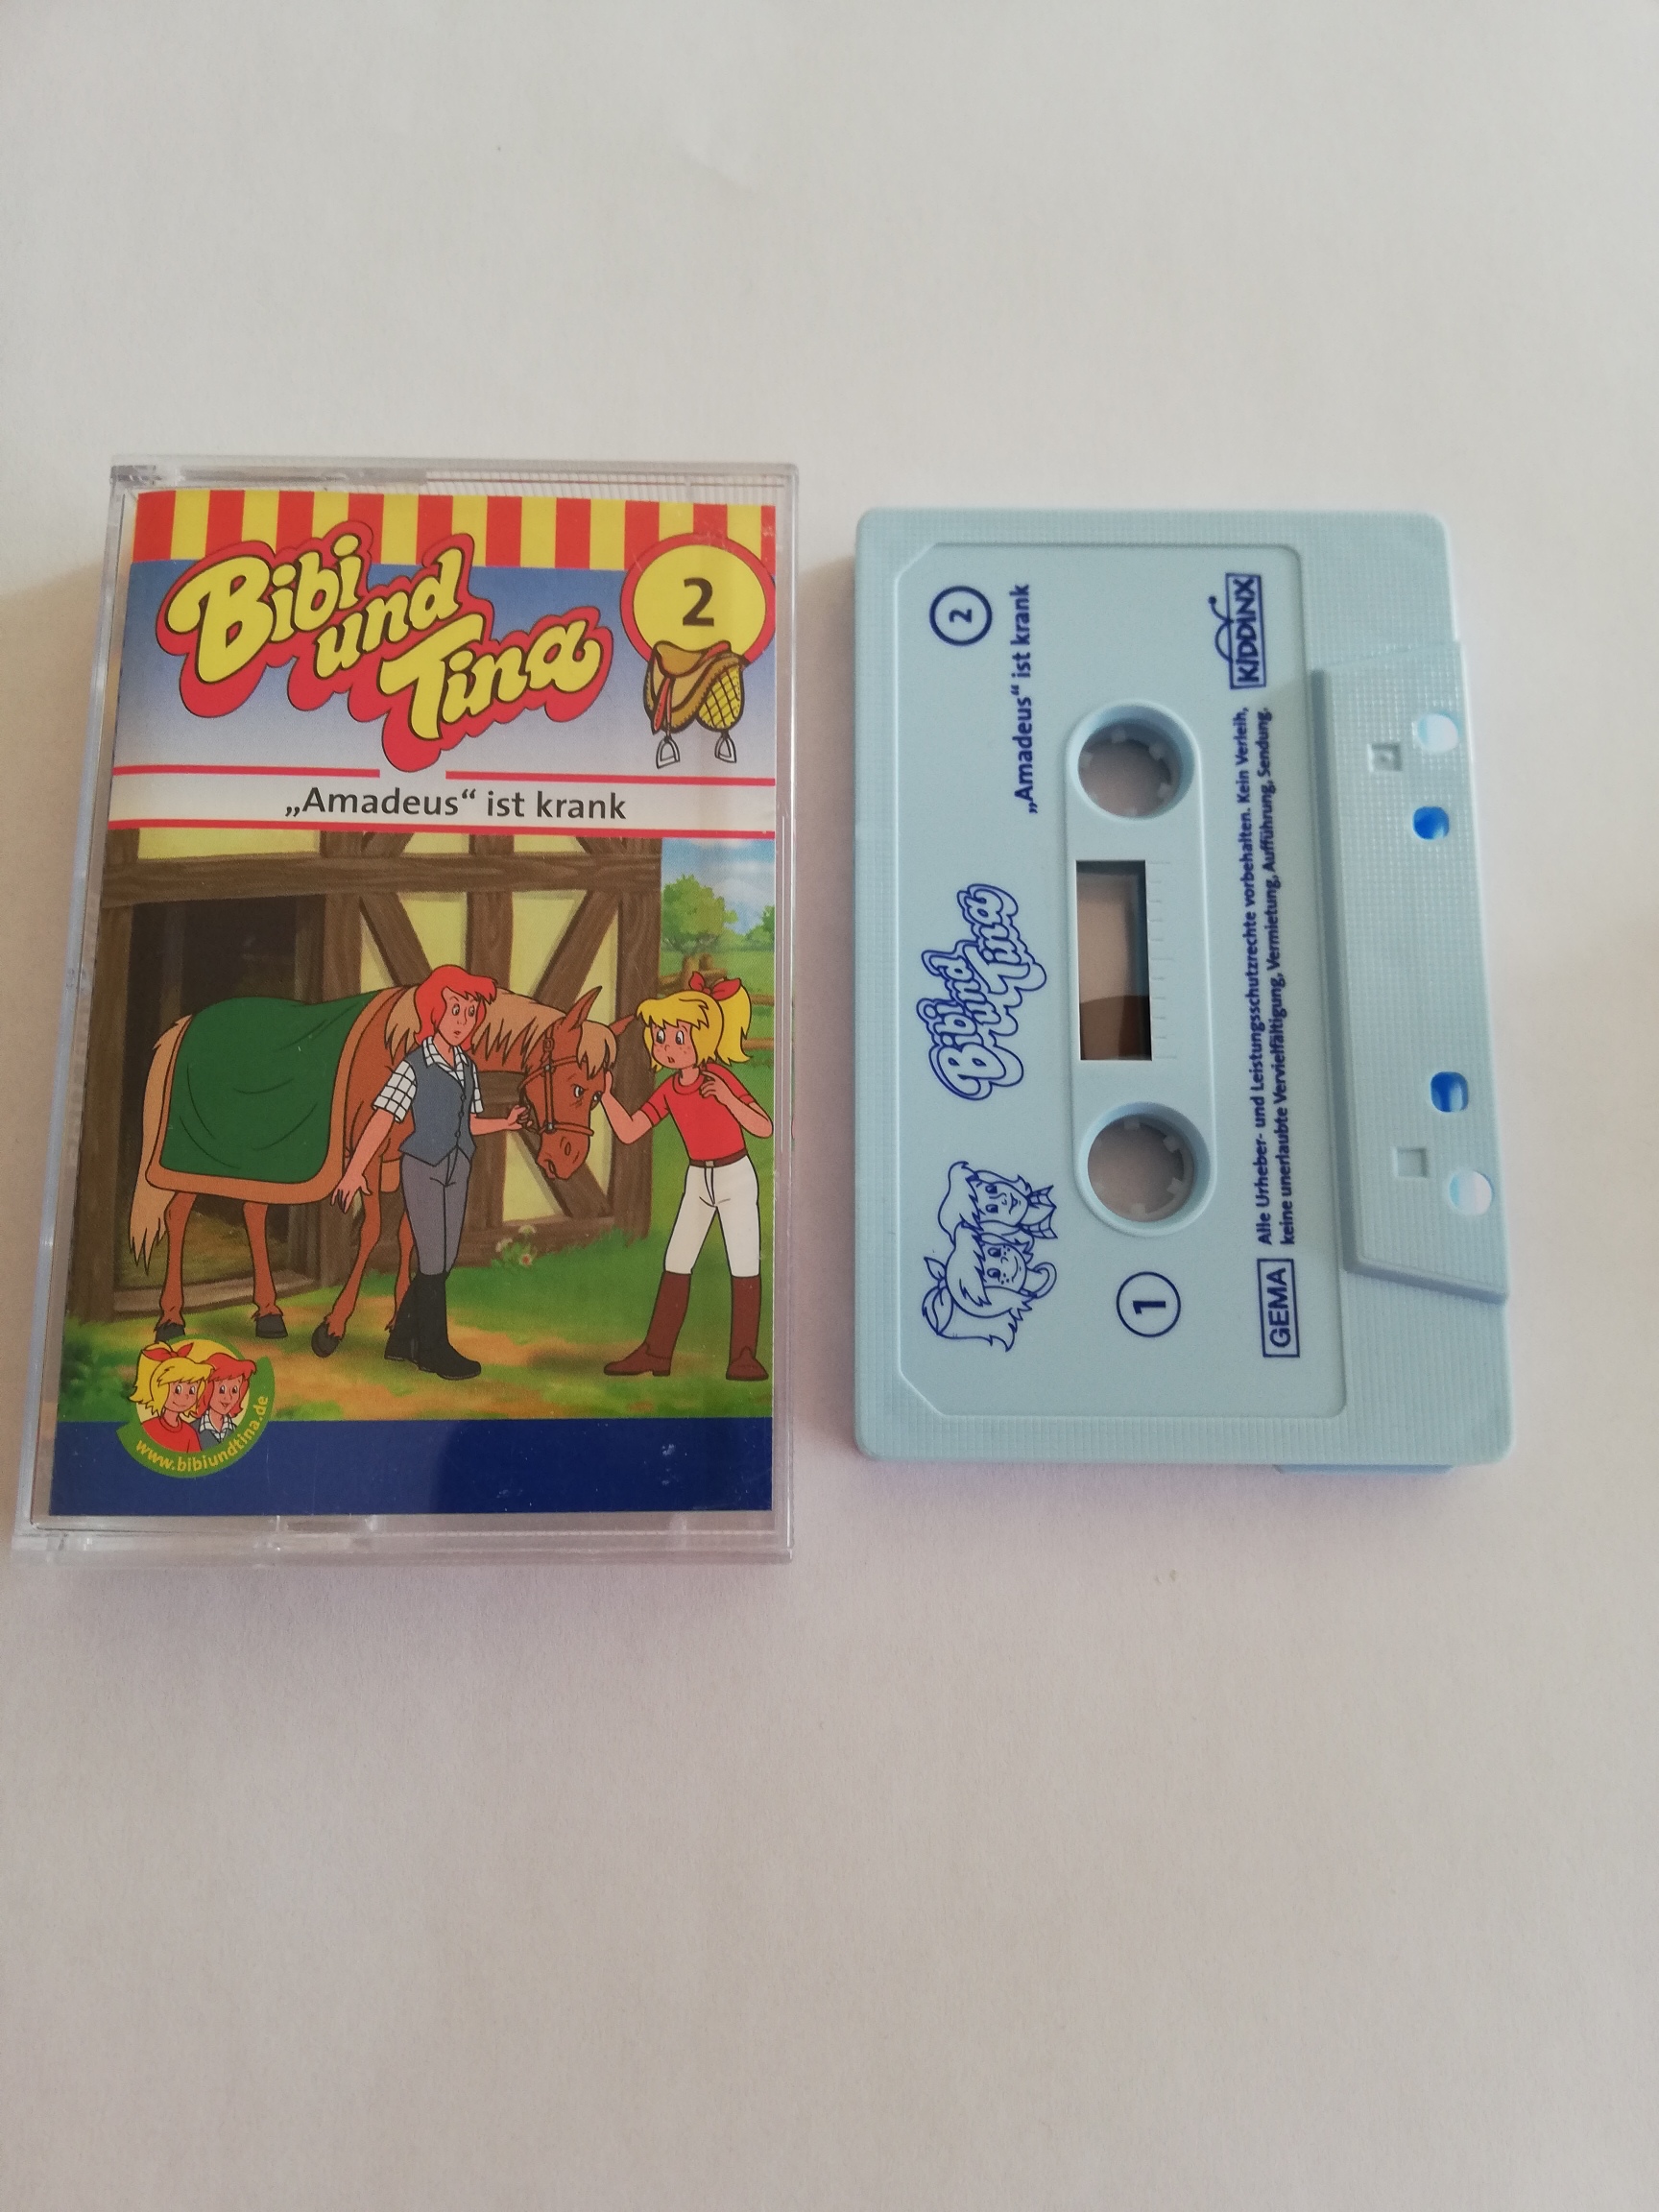 Bibi
und
Tina
2
„Amadeus“ ist krank
www.bibiundtina.de
2
„Amadeus“ ist krank
Bibi
und
Tina
1
GEMA
Alle Urheber- und Leistungsschutzrechte vorbehalten. Kein Verleih,
keine unerlaubte Vervielfältigung, Vermietung, Aufführung, Sendung.
KIDDINX